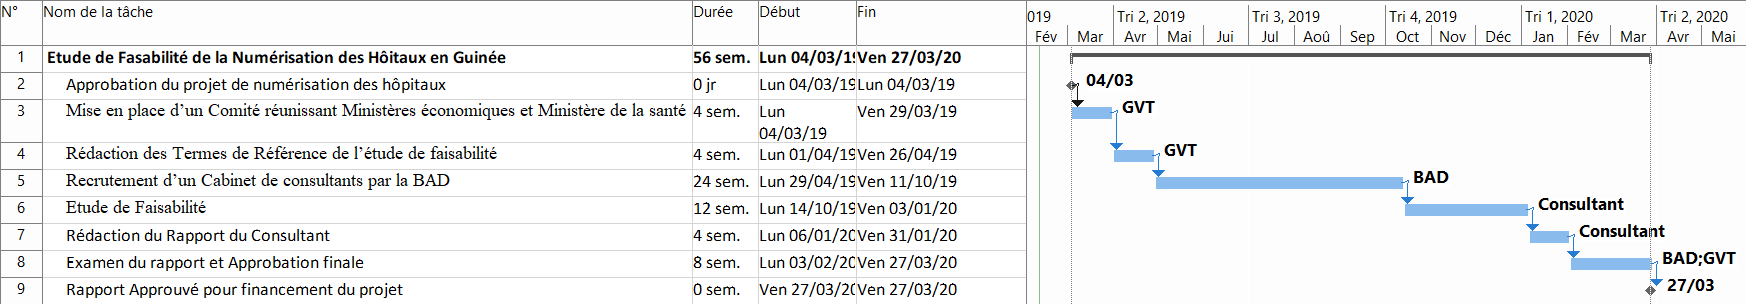 N° Nom de la tâche Durée Début Fin 019 Tri 2, 2019 Tri 3, 2019 Tri 4, 2019 Tri 1, 2020 Tri 2, 2020
Fév Mar Avr Mai Jui Jul Aoû Sep Oct Nov Déc Jan Fév Mar Avr Mai
1 Etude de Fasabilité de la Numérisation des Hôitaux en Guinée 56 sem. Lun 04/03/19 Ven 27/03/20
2 Approbation du projet de numérisation des hôpitaux 0 jr Lun 04/03/19 Lun 04/03/19 04/03
3 Mise en place d’un Comité réunissant Ministères économiques et Ministère de la santé 4 sem. Lun Ven 29/03/19 GVT
04/03/19
4 Rédaction des Termes de Référence de l’étude de faisabilité 4 sem. Lun 01/04/19 Ven 26/04/19 GVT
5 Recrutement d’un Cabinet de consultants par la BAD 24 sem. Lun 29/04/19 Ven 11/10/19 BAD
6 Etude de Faisabilité 12 sem. Lun 14/10/19 Ven 03/01/20 Consultant
7 Rédaction du Rapport du Consultant 4 sem. Lun 06/01/20 Ven 31/01/20 Consultant
8 Examen du rapport et Approbation finale 8 sem. Lun 03/02/20 Ven 27/03/20 BAD;GVT
9 Rapport Approuvé pour financement du projet 0 sem. Ven 27/03/20 Ven 27/03/20 27/03